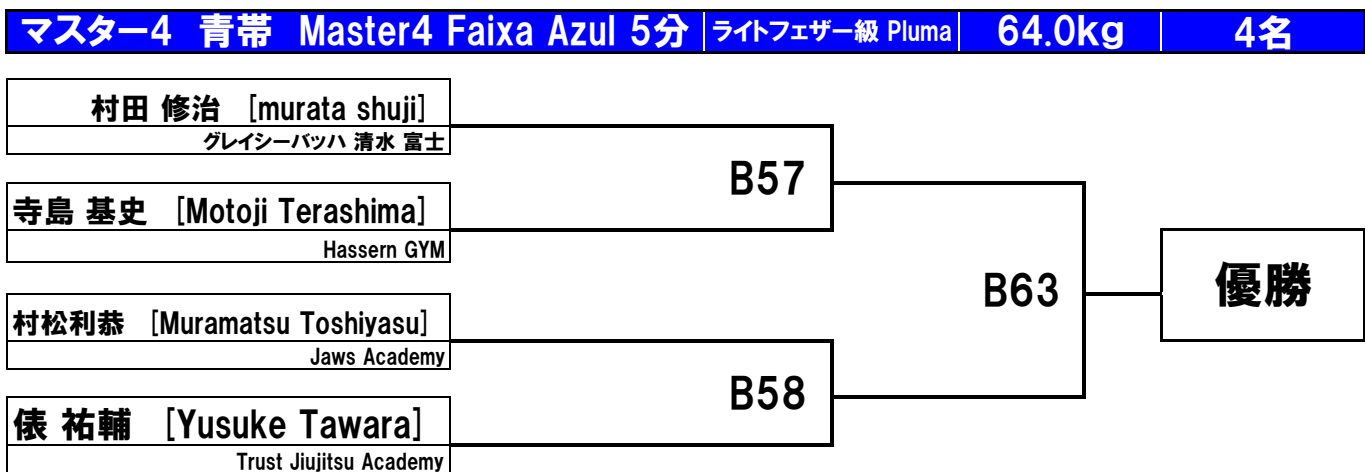 マスター4 青帯 Master4 Faixa Azul 5分 ライトフェザー級 Pluma 64.0kg 4名
村田 修治 [murata shuji]
グレイシーバッハ 清水 富士
B57
寺島 基史 [Motoji Terashima]
Hassern GYM
B63
優勝
村松利恭 [Muramatsu Toshiyasu]
Jaws Academy
B58
俵 祐輔 [Yusuke Tawara]
Trust Jiujitsu Academy